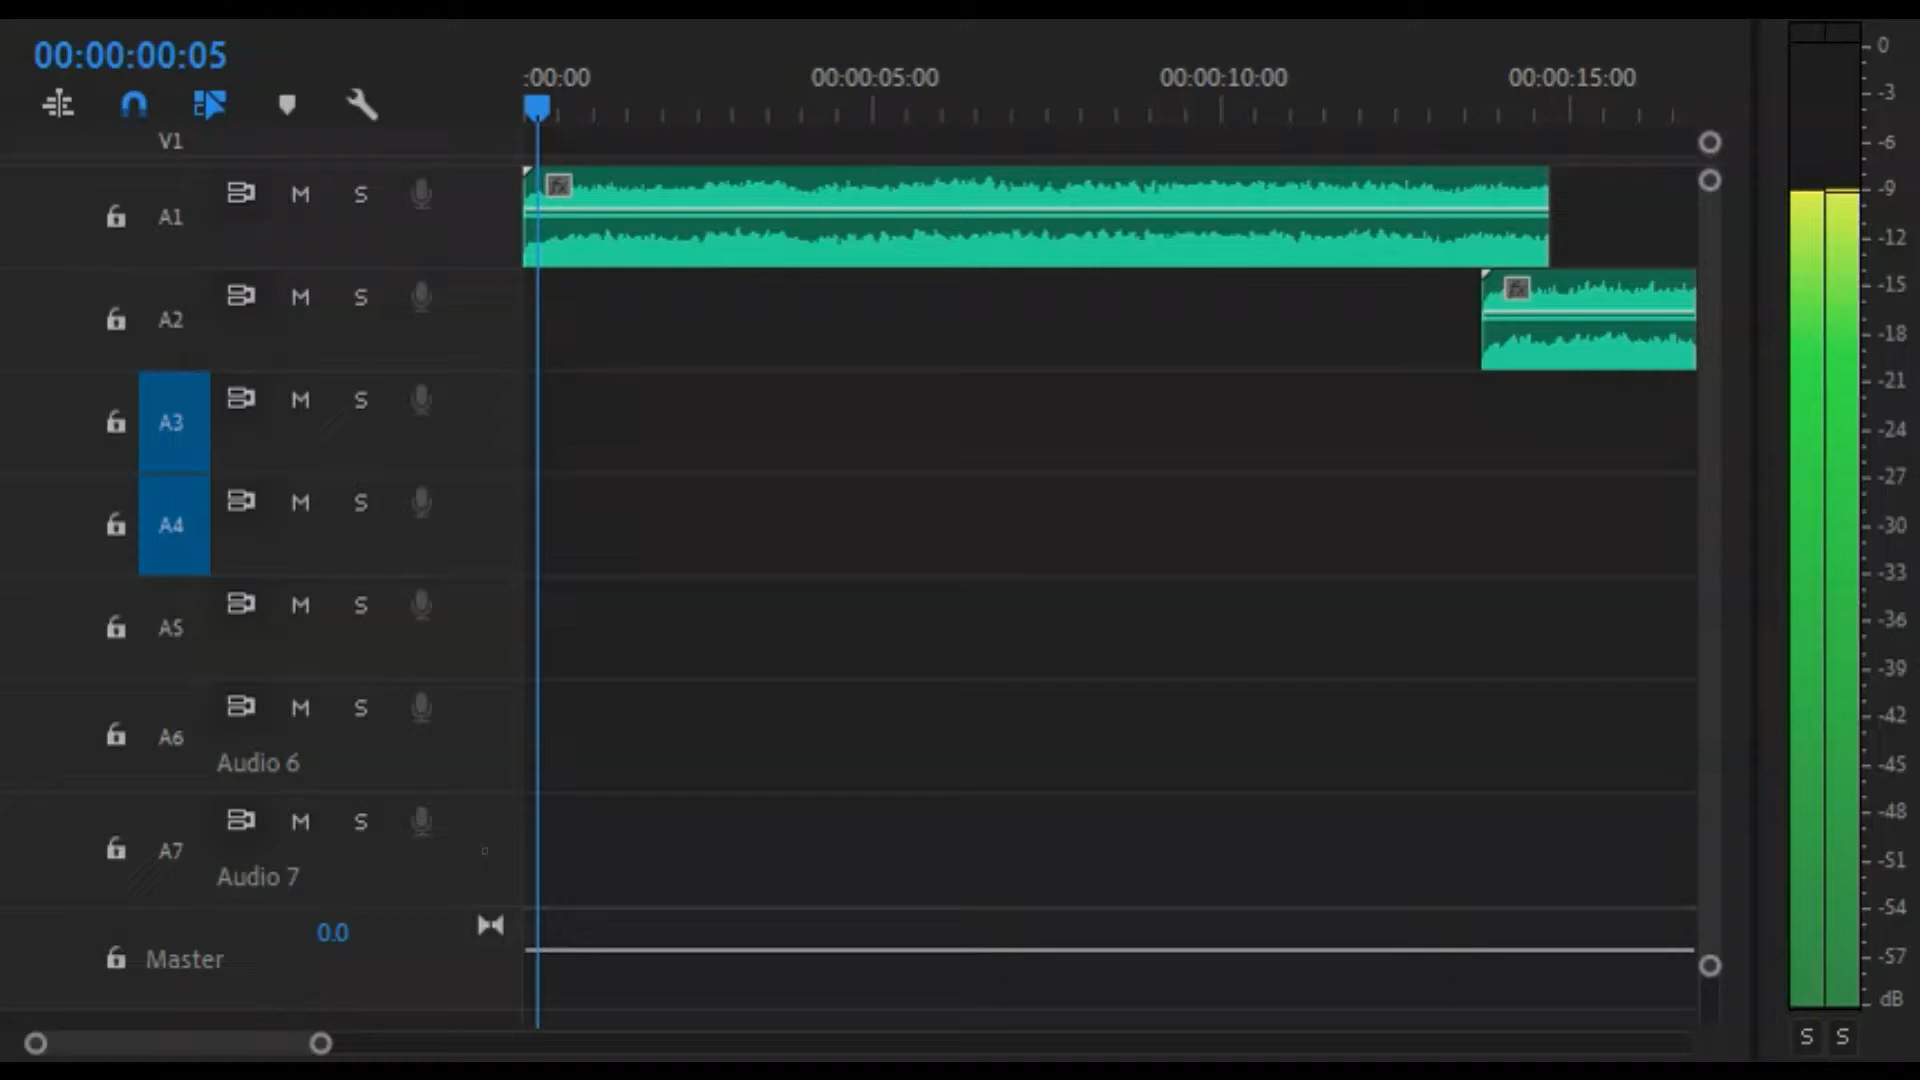 00:00:00:05
:00:00 00:00:05:00 00:00:10:00 00:00:15:00
V1
A1 M S fx
A2 M S fx
A3 M S
A4 M S
A5 M S
A6 M S
Audio 6
A7 M S
Audio 7
0.0
Master
0
-3
-6
-9
-12
-15
-18
-21
-24
-27
-30
-33
-36
-39
-42
-45
-48
-51
-54
-57
dB
S S